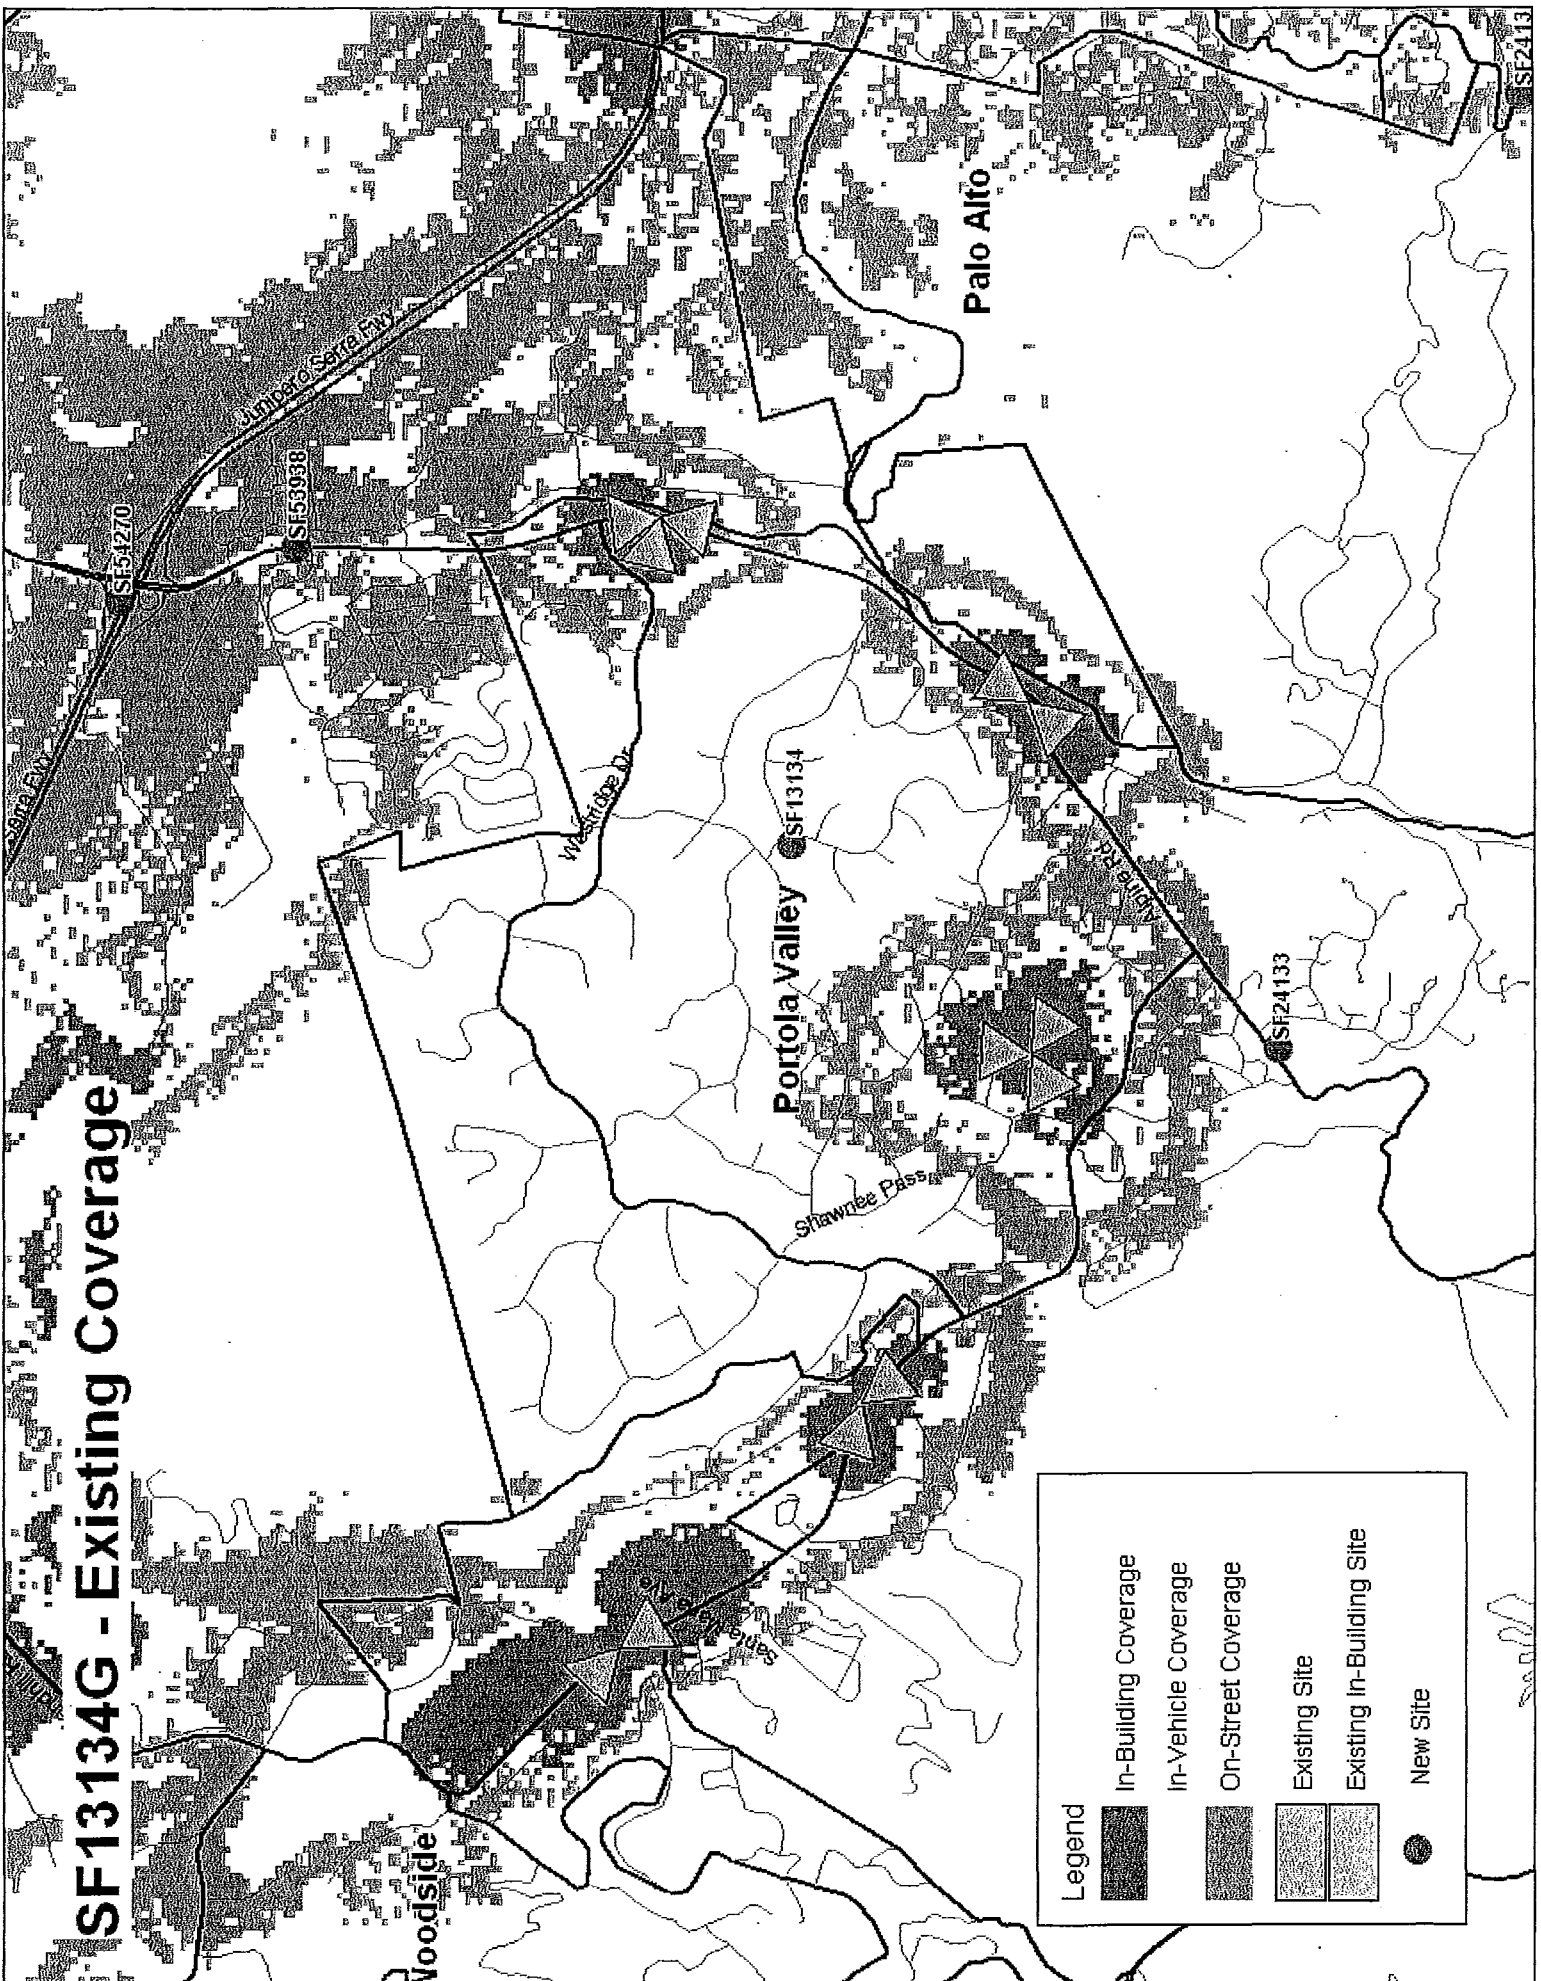 SF13134G - Existing Coverage
SF54270
SF53938
Junipero Serra Fwy
Westridge Dr
SF13134
Portola Valley
Palo Alto
SF2413
Alpine Rd
SF24133
Shawnee Pass
Woodside
Legend
In-Building Coverage
In-Vehicle Coverage
On-Street Coverage
Existing Site
Existing In-Building Site
New Site